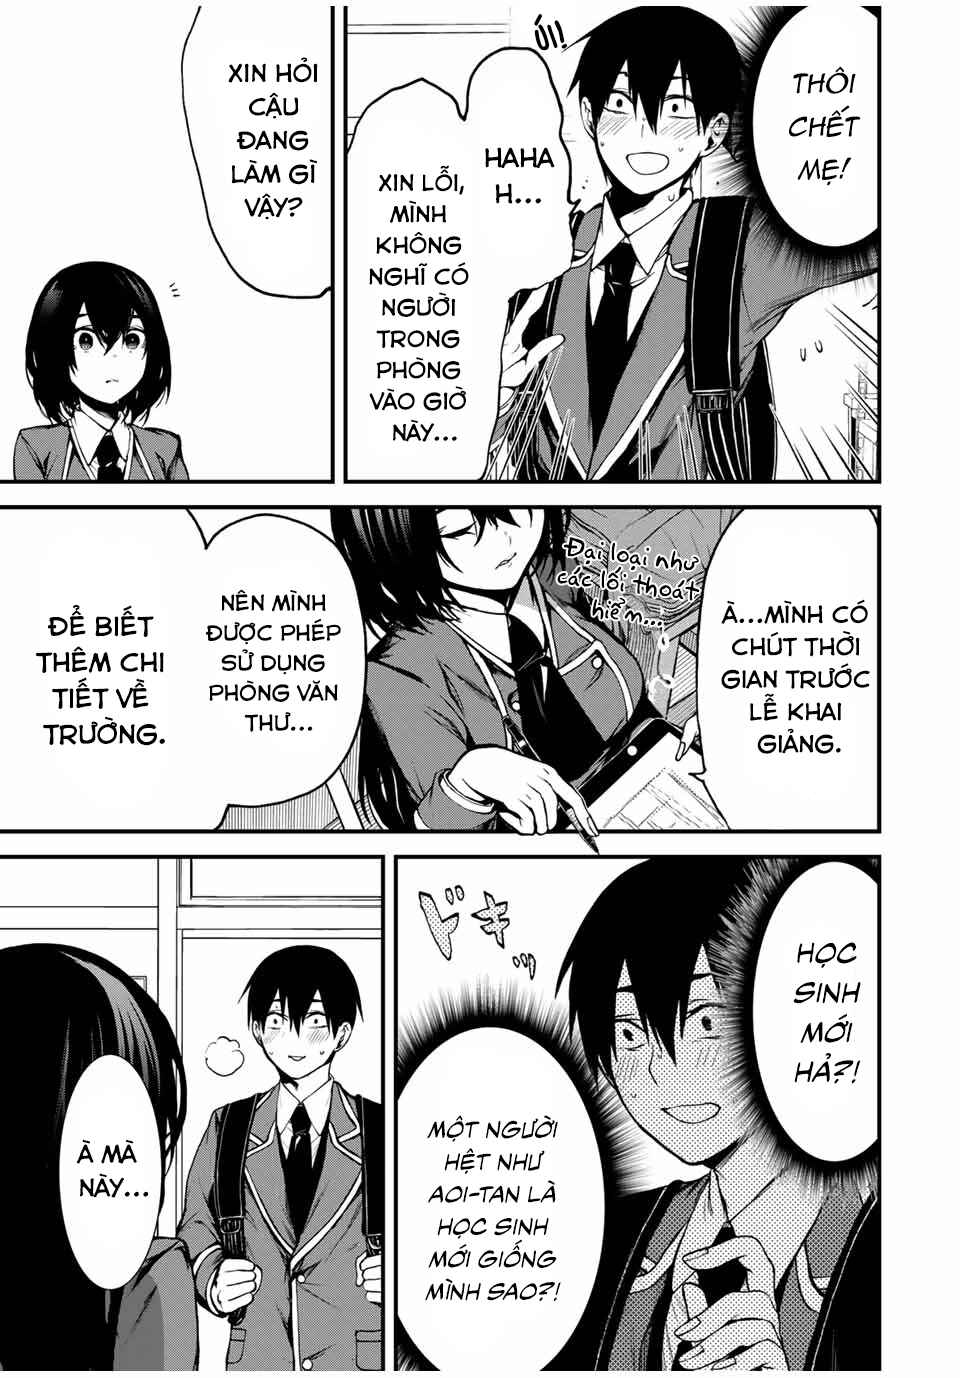 THÔI
CHẾT
MẸ!
ỐI!
HAHA
H...
XIN LỖI,
MÌNH
KHÔNG
NGHĨ CÓ
NGƯỜI
TRONG
PHÒNG
VÀO GIỜ
NÀY...
XIN HỎI
CẬU
ĐANG
LÀM GÌ
VẬY?
À...MÌNH CÓ
CHÚT THỜI
GIAN TRƯỚC
LỄ KHAI
GIẢNG.
Đại loại như
các lối thoát
hiểm...
NÊN MÌNH
ĐƯỢC PHÉP
SỬ DỤNG
PHÒNG VĂN
THƯ...
ĐỂ BIẾT
THÊM CHI
TIẾT VỀ
TRƯỜNG.
HỌC
SINH
MỚI
HẢ?!
ドキ
MỘT NGƯỜI
HỆT NHƯ
AOI-TAN LÀ
HỌC SINH
MỚI GIỐNG
MÌNH SAO?!
À MÀ
NÀY...